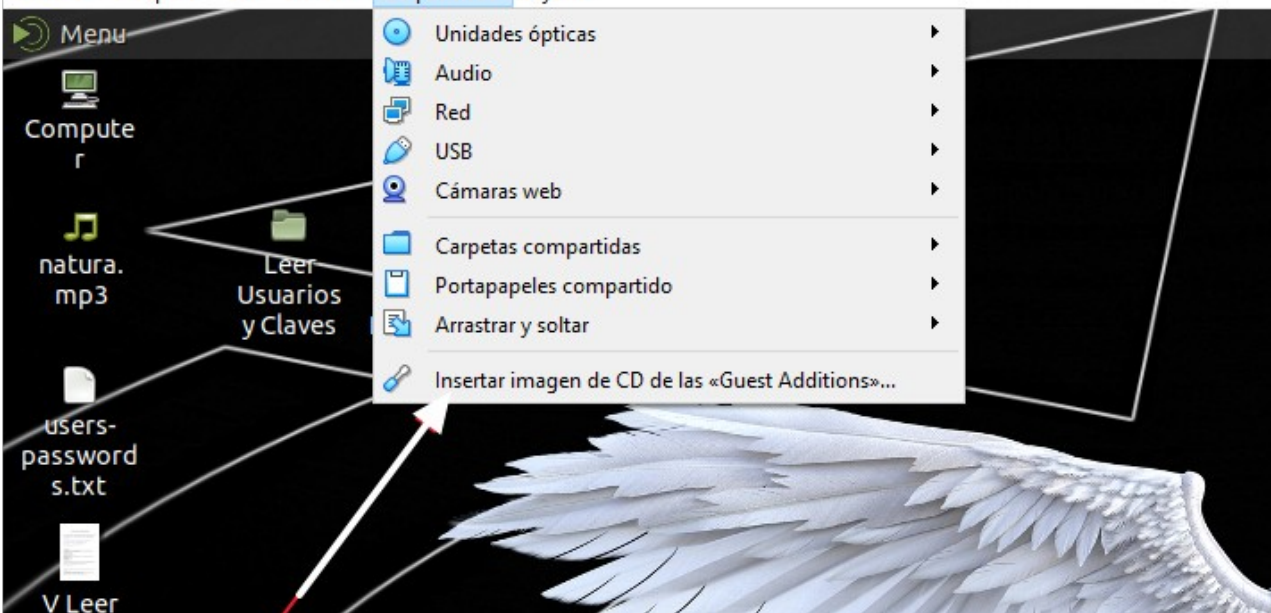 Menu
Unidades ópticas
Audio
Red
USB
Cámaras web
Carpetas compartidas
Portapapeles compartido
Arrastrar y soltar
Insertar imagen de CD de las «Guest Additions»...
Compute
r
natura.
mp3
Leer
Usuarios
y Claves
users-
password
s.txt
V Leer